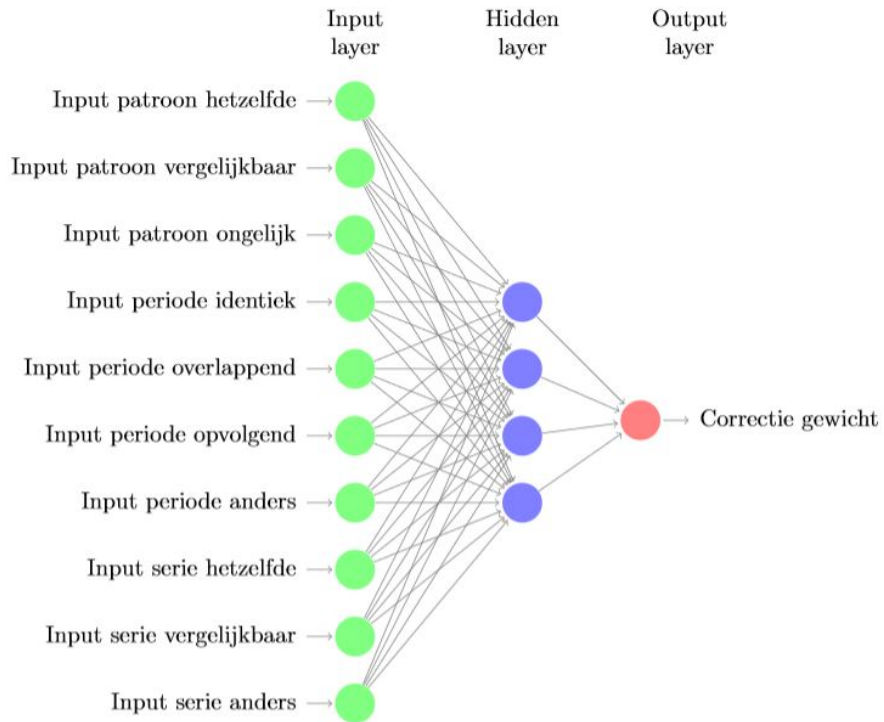 Input
layer
Hidden
layer
Output
layer
Input patroon hetzelfde
Input patroon vergelijkbaar
Input patroon ongelijk
Input periode identiek
Input periode overlappend
Input periode opvolgend
Input periode anders
Input serie hetzelfde
Input serie vergelijkbaar
Input serie anders
Correctie gewicht